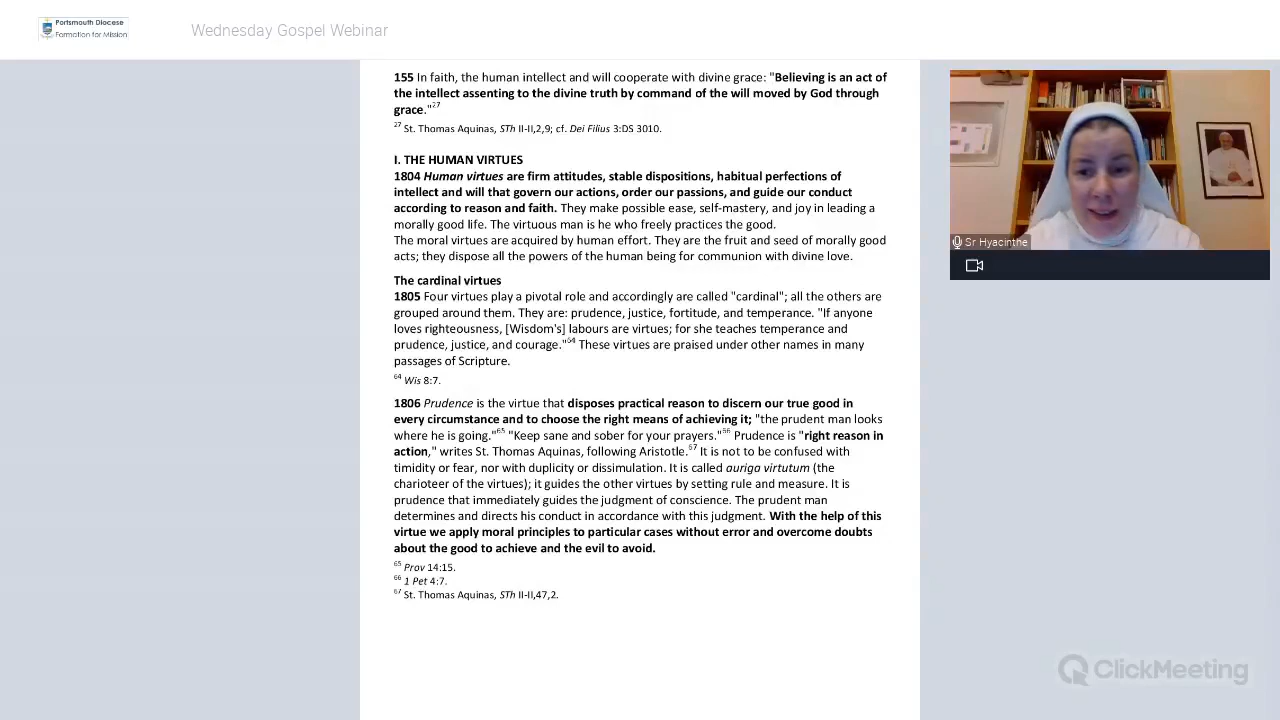 Portsmouth Diocese
Formation for Mission
Wednesday Gospel Webinar
155 In faith, the human intellect and will cooperate with divine grace: "Believing is an act of
the intellect assenting to the divine truth by command of the will moved by God through
grace."27
27 St. Thomas Aquinas, STh II-II,2,9; cf. Dei Filius 3:DS 3010.
I. THE HUMAN VIRTUES
1804 Human virtues are firm attitudes, stable dispositions, habitual perfections of
intellect and will that govern our actions, order our passions, and guide our conduct
according to reason and faith. They make possible ease, self-mastery, and joy in leading a
morally good life. The virtuous man is he who freely practices the good.
The moral virtues are acquired by human effort. They are the fruit and seed of morally good
acts; they dispose all the powers of the human being for communion with divine love.
The cardinal virtues
1805 Four virtues play a pivotal role and accordingly are called "cardinal"; all the others are
grouped around them. They are: prudence, justice, fortitude, and temperance. "If anyone
loves righteousness, [Wisdom's] labours are virtues; for she teaches temperance and
prudence, justice, and courage."64 These virtues are praised under other names in many
passages of Scripture.
64 Wis 8:7.
1806 Prudence is the virtue that disposes practical reason to discern our true good in
every circumstance and to choose the right means of achieving it; "the prudent man looks
where he is going."65 "Keep sane and sober for your prayers."66 Prudence is "right reason in
action," writes St. Thomas Aquinas, following Aristotle.67 It is not to be confused with
timidity or fear, nor with duplicity or dissimulation. It is called auriga virtutum (the
charioteer of the virtues); it guides the other virtues by setting rule and measure. It is
prudence that immediately guides the judgment of conscience. The prudent man
determines and directs his conduct in accordance with this judgment. With the help of this
virtue we apply moral principles to particular cases without error and overcome doubts
about the good to achieve and the evil to avoid.
65 Prov 14:15.
66 1 Pet 4:7.
67 St. Thomas Aquinas, STh II-II,47,2.
Sr Hyacinthe
ClickMeeting